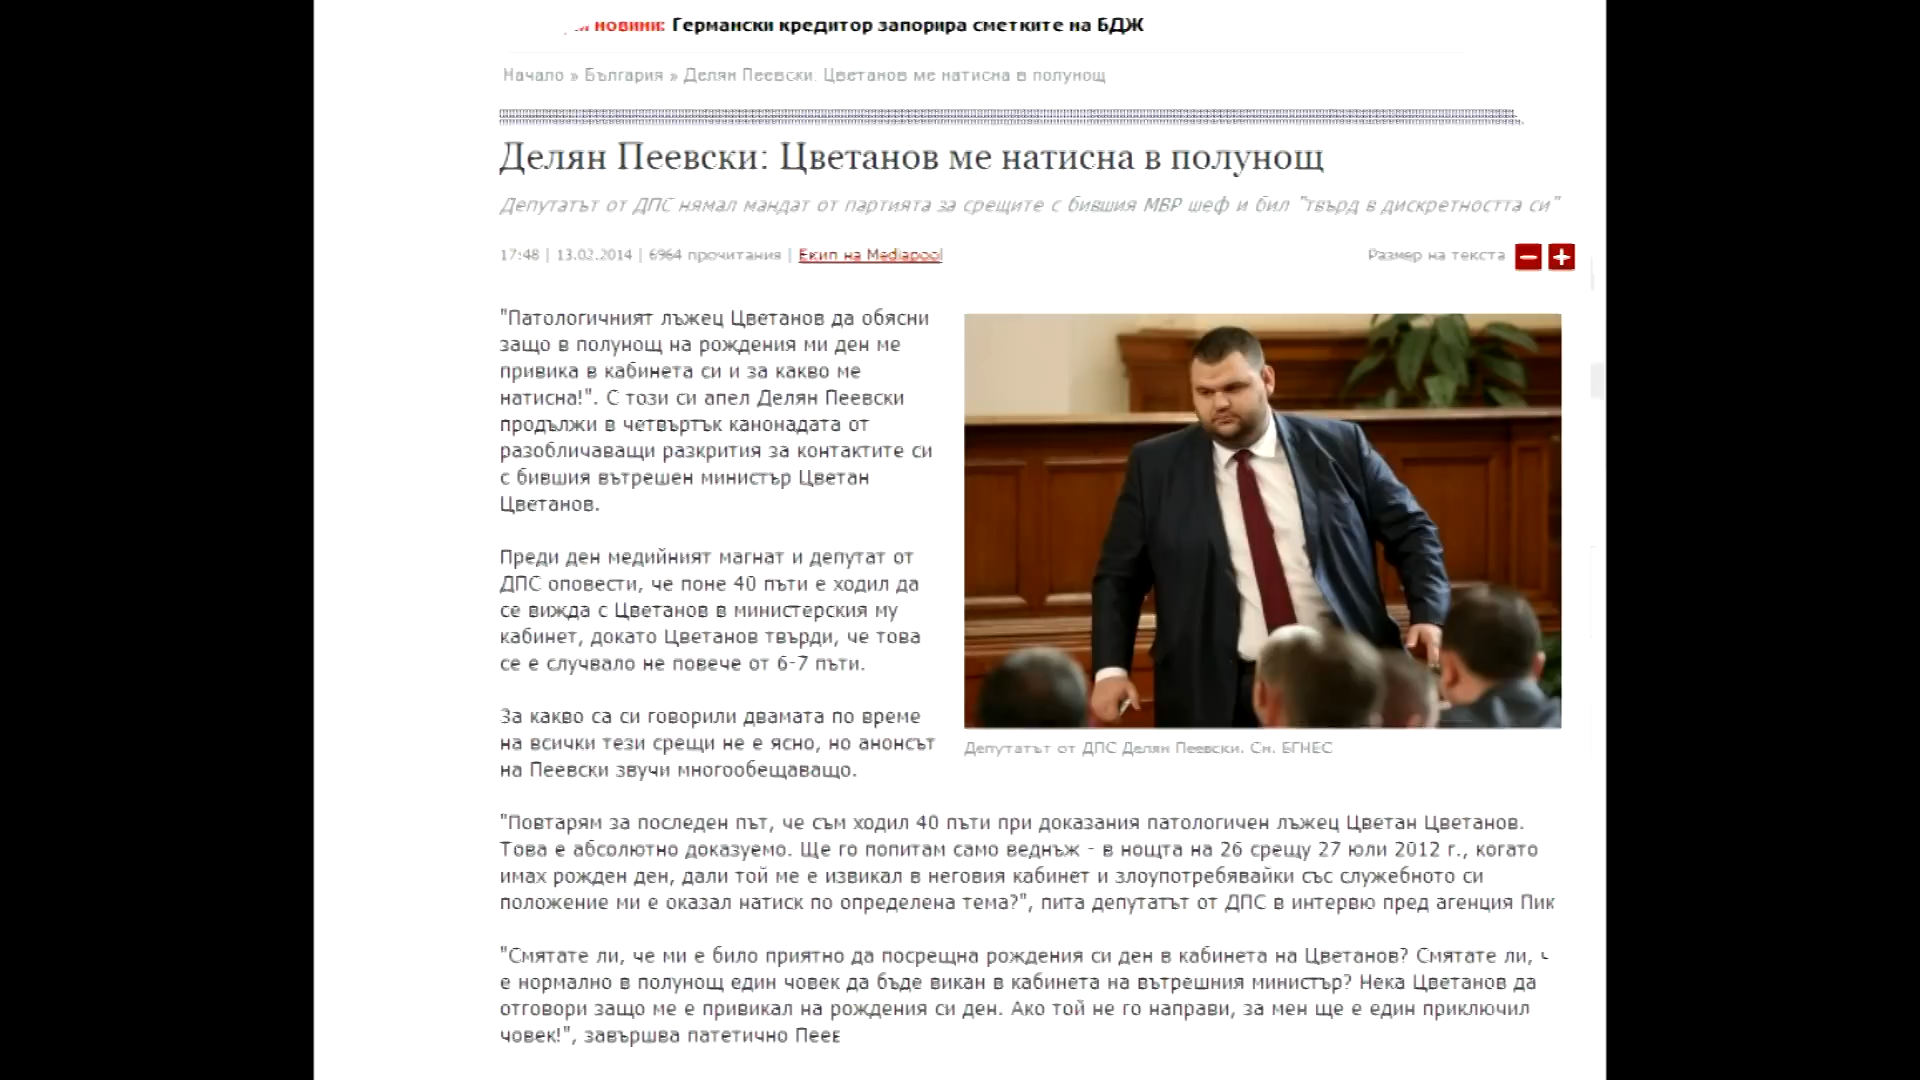 новини: Германски кредитор запорира сметките на БДЖ
Начало » България » Делян Пеевски: Цветанов ме натисна в полунощ
Делян Пеевски: Цветанов ме натисна в полунощ
Депутатът от ДПС нямал мандат от партията за срещите с бившия МВР шеф и бил "твърд в дискретността си"
17:48 | 13.02.2014 | 6964 прочитания | Екип на Mediapool
Размер на текста
"Патологичният лъжец Цветанов да обясни
защо в полунощ на рождения ми ден ме
привика в кабинета си и за какво ме
натисна!". С този си апел Делян Пеевски
продължи в четвъртък канонадата от
разобличаващи разкрития за контактите си
с бившия вътрешен министър Цветан
Цветанов.
Преди ден медийният магнат и депутат от
ДПС оповести, че поне 40 пъти е ходил да
се вижда с Цветанов в министерския му
кабинет, докато Цветанов твърди, че това
се е случвало не повече от 6-7 пъти.
За какво са си говорили двамата по време
на всички тези срещи не е ясно, но анонсът
на Пеевски звучи многообещаващо.
Депутатът от ДПС Делян Пеевски. Сн. БГНЕС
"Повтарям за последен път, че съм ходил 40 пъти при доказания патологичен лъжец Цветан Цветанов.
Това е абсолютно доказуемо. Ще го попитам само веднъж - в нощта на 26 срещу 27 юли 2012 г., когато
имах рожден ден, дали той ме е извикал в неговия кабинет и злоупотребявайки със служебното си
положение ми е оказал натиск по определена тема?", пита депутатът от ДПС в интервю пред агенция Пик
"Смятате ли, че ми е било приятно да посрещна рождения си ден в кабинета на Цветанов? Смятате ли,
е нормално в полунощ един човек да бъде викан в кабинета на вътрешния министър? Нека Цветанов да
отговори защо ме е привикал на рождения си ден. Ако той не го направи, за мен ще е един приключил
човек!", завършва патетично